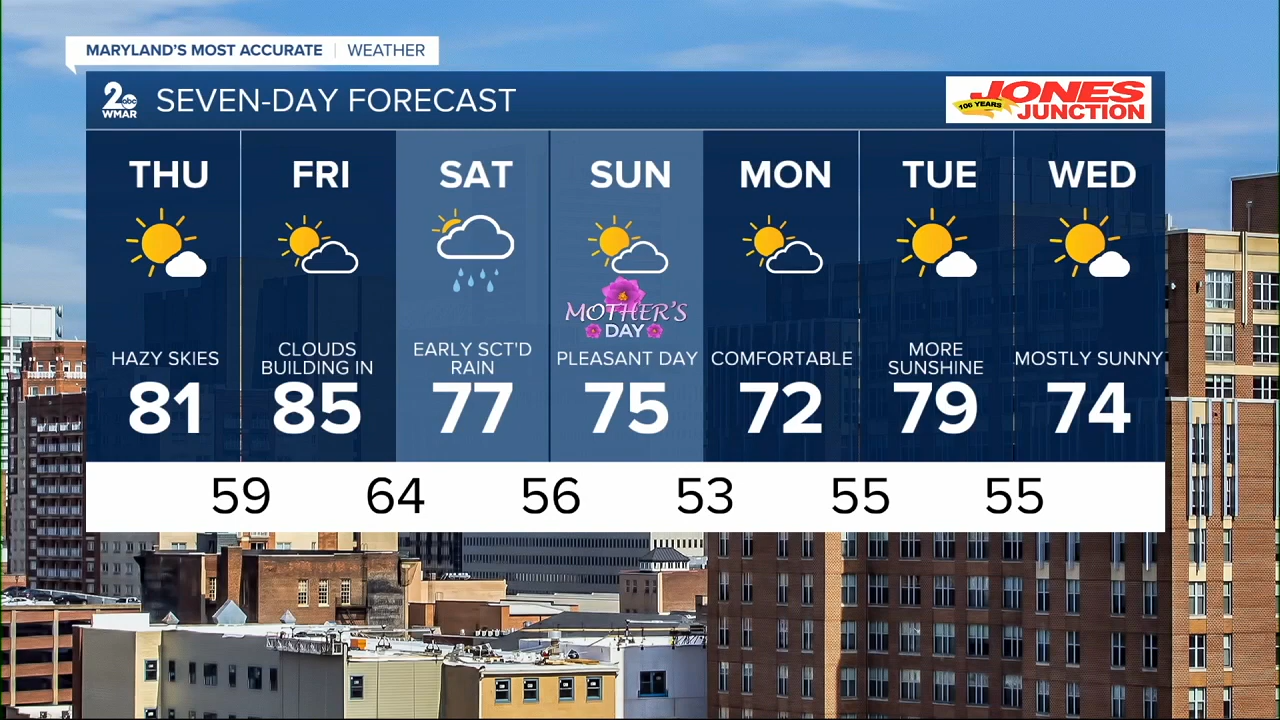 MARYLAND'S MOST ACCURATE | WEATHER
2 abc
WMAR
SEVEN-DAY FORECAST
JONES
106 YEARS
JUNCTION
THU
FRI
SAT
SUN
MON
TUE
WED
MOTHER'S
DAY
HAZY SKIES
CLOUDS
BUILDING IN
EARLY SCT'D
RAIN
PLEASANT DAY
COMFORTABLE
MORE
SUNSHINE
MOSTLY SUNNY
81
85
77
75
72
79
74
59
64
56
53
55
55